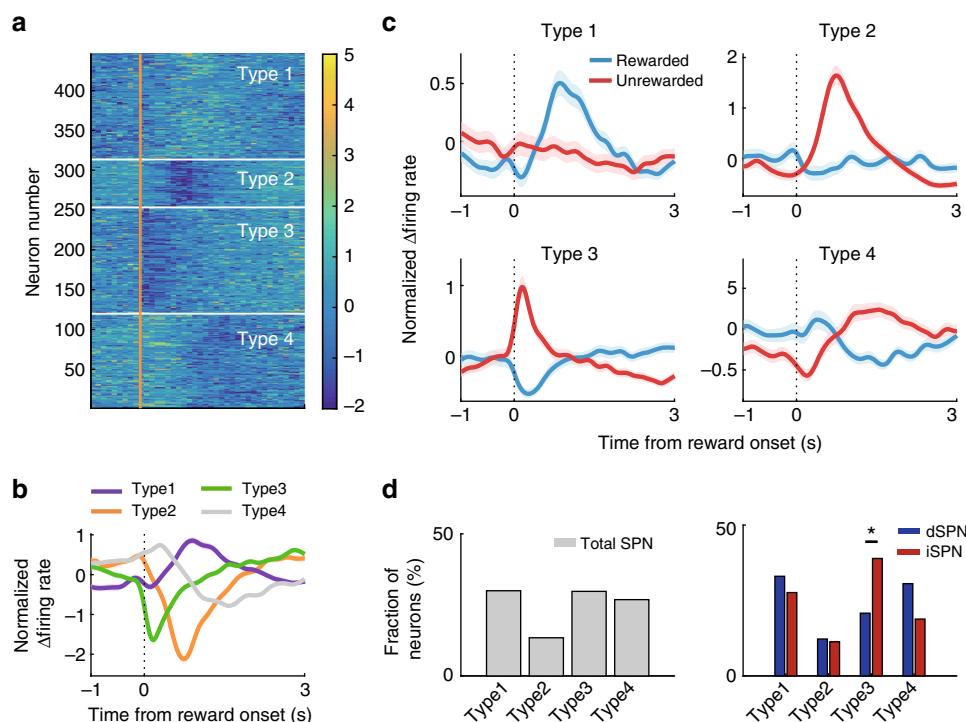 a
Neuron number
400
350
300
250
200
150
100
50
Type 1
Type 2
Type 3
Type 4
5
4
3
2
1
0
−1
−2
c
Normalized Δfiring rate
Type 1
Rewarded
Unrewarded
0.5
0
−1
0
3
Type 2
2
1
0
−1
0
3
Type 3
1
0
−1
0
3
Type 4
0
−0.5
−1
0
3
Time from reward onset (s)
b
Type1
Type2
Type3
Type4
Normalized
Δfiring rate
1
0
−1
−2
−1
0
3
Time from reward onset (s)
d
Fraction of
neurons (%)
50
0
Total SPN
Type1
Type2
Type3
Type4
50
0
*
dSPN
iSPN
Type1
Type2
Type3
Type4